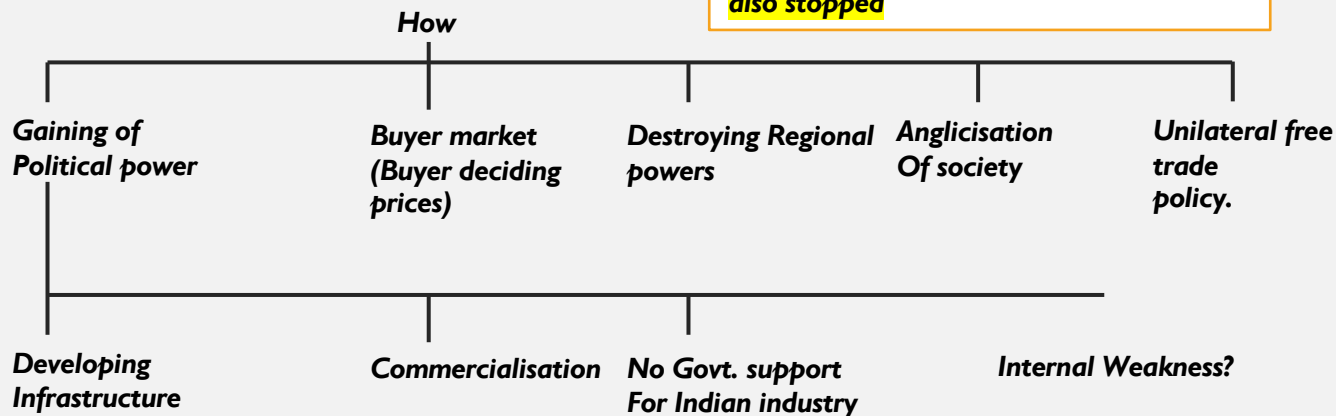 also stopped
How
Gaining of
Political power
Buyer market
(Buyer deciding
prices)
Destroying Regional
powers
Anglicisation
Of society
Unilateral free
trade
policy.
Developing
Infrastructure
Commercialisation
No Govt. support
For Indian industry
Internal Weakness?